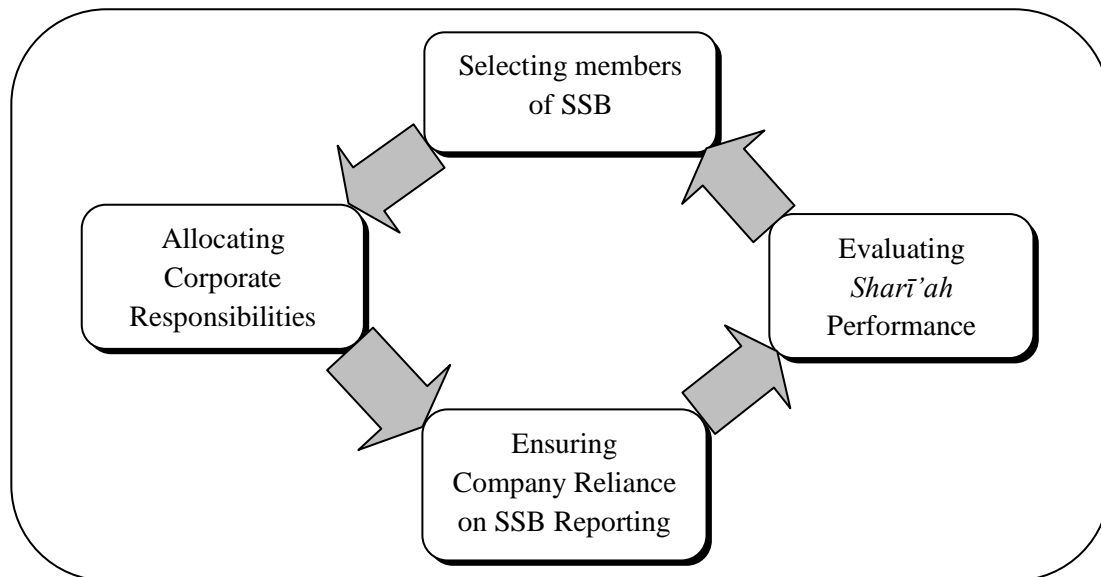 Selecting members
of SSB
Allocating
Corporate
Responsibilities
Evaluating
Sharī’ah
Performance
Ensuring
Company Reliance
on SSB Reporting